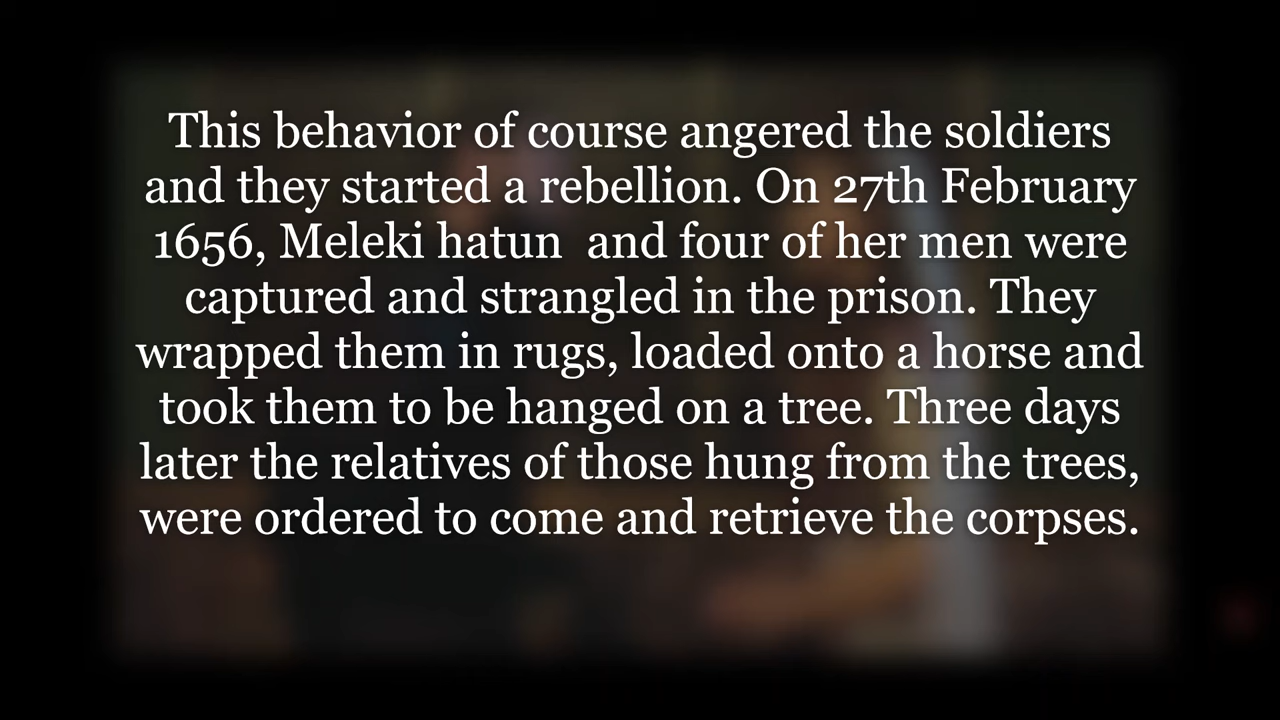 This behavior of course angered the soldiers
and they started a rebellion. On 27th February
1656, Meleki hatun  and four of her men were
captured and strangled in the prison. They
wrapped them in rugs, loaded onto a horse and
took them to be hanged on a tree. Three days
later the relatives of those hung from the trees,
were ordered to come and retrieve the corpses.